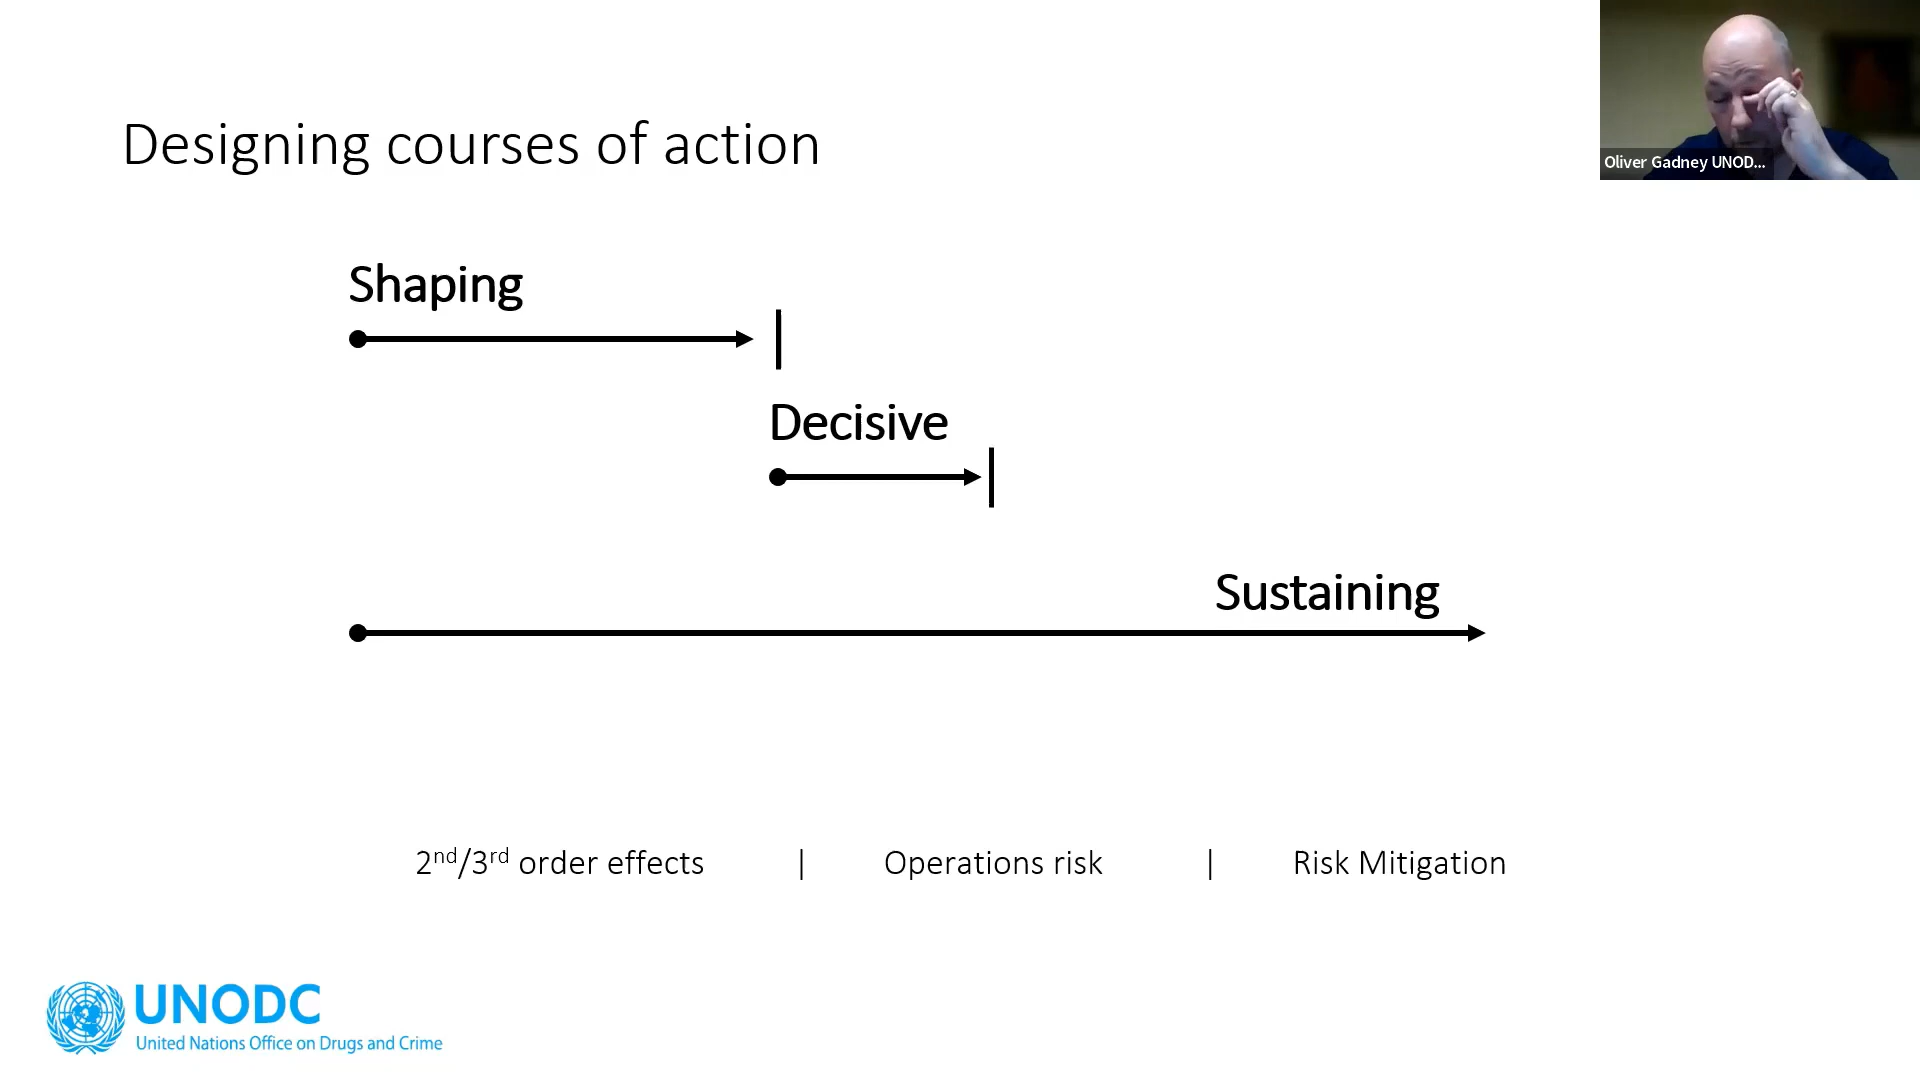 Designing courses of action
Oliver Gadney UNOD...
Shaping
Decisive
Sustaining
2nd/3rd order effects | Operations risk | Risk Mitigation
UNODC
United Nations Office on Drugs and Crime